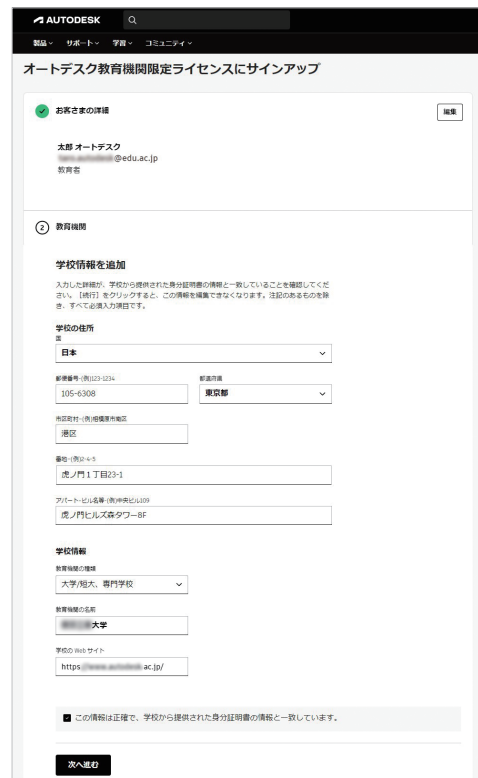 AUTODESK
製品 サポート 学習 コミュニティ
オートデスク教育機関限定ライセンスにサインアップ
お客さまの詳細
編集
太郎 オートデスク
@edu.ac.jp
教育者
2 教育機関
学校情報を追加
入力した詳細が、学校から提供された身分証明書の情報と一致していることを確認してくだ
さい。[続行] をクリックすると、この情報を編集できなくなります。注記のあるものを除
き、すべて必須入力項目です。
学校の住所
国
日本
郵便番号-(例)123-1234 都道府県
105-6308 東京都
市区町村-(例)相模原市南区
港区
番地-(例)2-4-5
虎ノ門1丁目23-1
アパート・ビル名等-(例)中央ビル109
虎ノ門ヒルズ森タワー8F
学校情報
教育機関の種類
大学/短大、専門学校
教育機関の名前
大学
学校の Web サイト
https ac.jp/
この情報は正確で、学校から提供された身分証明書の情報と一致しています。
次へ進む